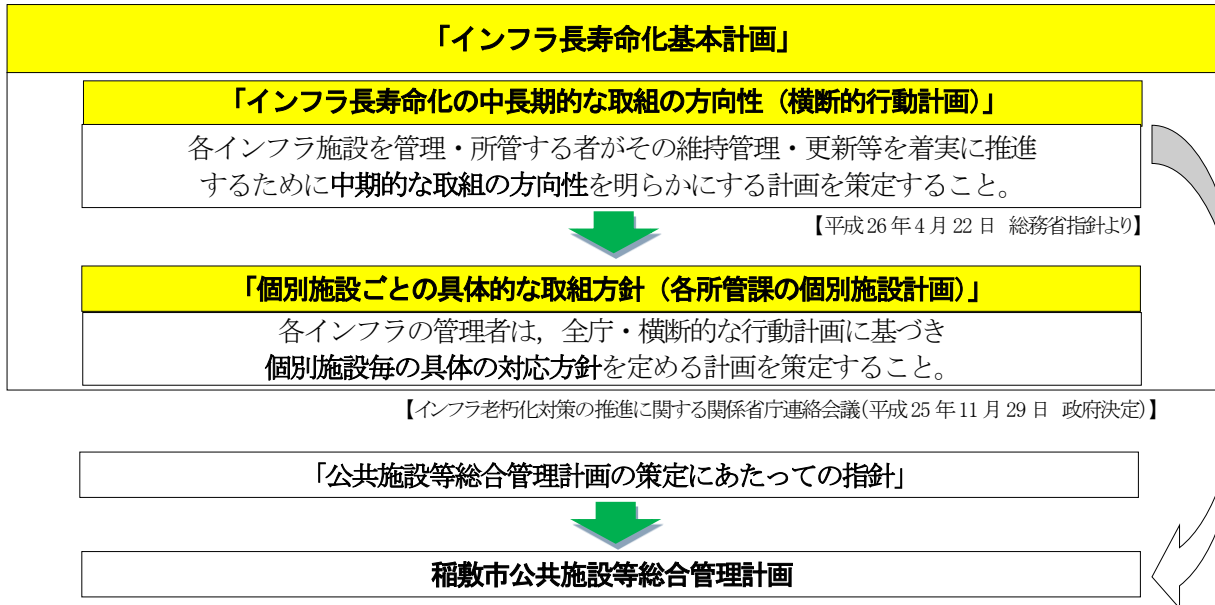 「インフラ長寿命化基本計画」
「インフラ長寿命化の中長期的な取組の方向性（横断的行動計画）」
各インフラ施設を管理・所管する者がその維持管理・更新等を着実に推進
するために中期的な取組の方向性を明らかにする計画を策定すること。
【平成26年4月22日 総務省指針より】
「個別施設ごとの具体的な取組方針（各所管課の個別施設計画）」
各インフラの管理者は，全庁・横断的な行動計画に基づき
個別施設毎の具体の対応方針を定める計画を策定すること。
【インフラ老朽化対策の推進に関する関係省庁連絡会議(平成25年11月29日 政府決定)】
「公共施設等総合管理計画の策定にあたっての指針」
稲敷市公共施設等総合管理計画